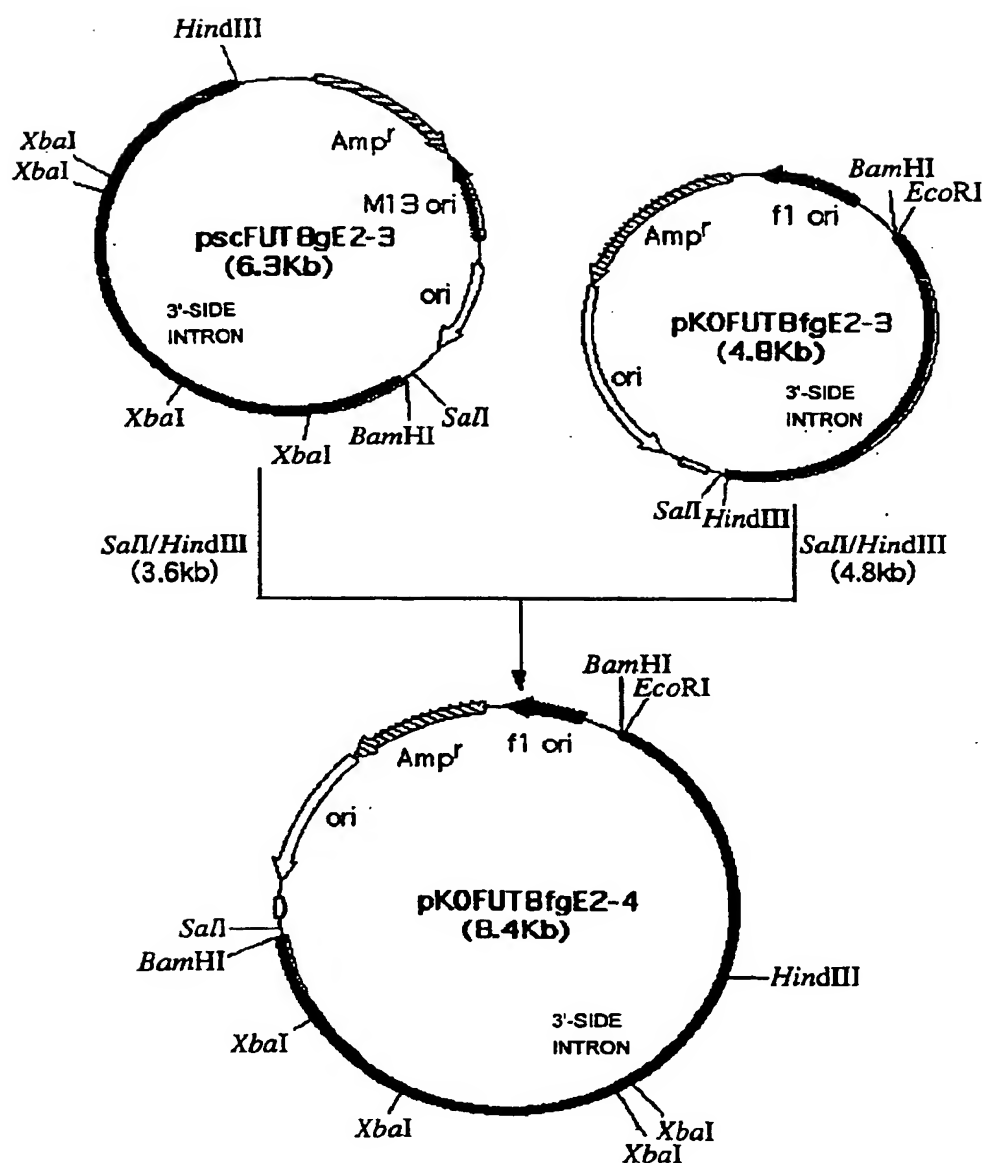 HindIII
XbaI
XbaI
Ampr
M13 ori
pscFUT8gE2-3
(6.3Kb)
ori
3'-SIDE
INTRON
XbaI
XbaI
BamHI
SalI
BamHI
EcoRI
f1 ori
Ampr
pKOFUT8fgE2-3
(4.8Kb)
ori
3'-SIDE
INTRON
SalI
HindIII
SalI/HindIII
(3.6kb)
SalI/HindIII
(4.8kb)
BamHI
EcoRI
f1 ori
Ampr
ori
pKOFUT8fgE2-4
(8.4Kb)
SalI
BamHI
HindIII
3'-SIDE
INTRON
XbaI
XbaI
XbaI
XbaI